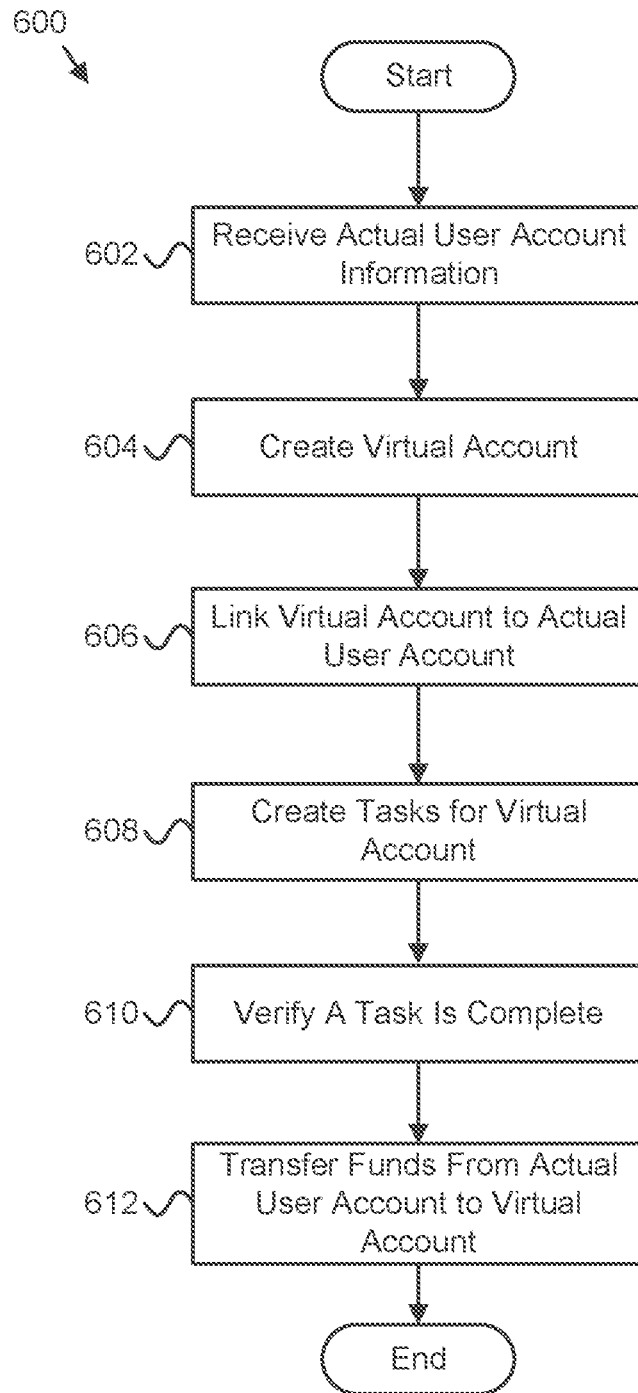 600
Start
602
Receive Actual User Account
Information
604
Create Virtual Account
606
Link Virtual Account to Actual
User Account
608
Create Tasks for Virtual
Account
610
Verify A Task Is Complete
612
Transfer Funds From Actual
User Account to Virtual
Account
End